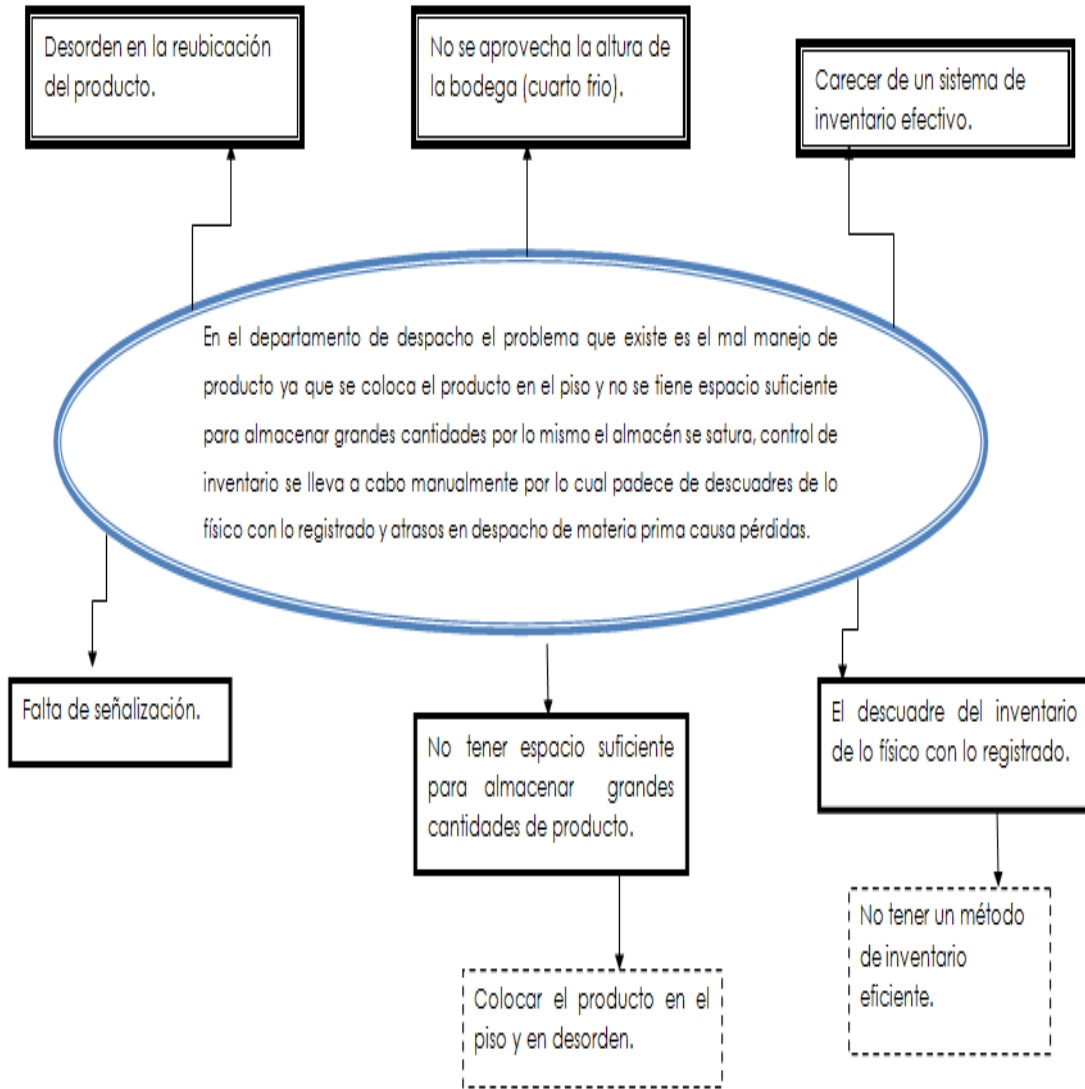 Desorden en la reubicación
del producto.
No se aprovecha la altura de
la bodega (cuarto frio).
Carecer de un sistema de
inventario efectivo.
En el departamento de despacho el problema que existe es el mal manejo de
producto ya que se coloca el producto en el piso y no se tiene espacio suficiente
para almacenar grandes cantidades por lo mismo el almacén se satura, control de
inventario se lleva a cabo manualmente por lo cual padece de descuadres de lo
físico con lo registrado y atrasos en despacho de materia prima causa pérdidas.
Falta de señalización.
No tener espacio suficiente
para almacenar grandes
cantidades de producto.
El descuadre del inventario
de lo físico con lo registrado.
Colocar el producto en el
piso y en desorden.
No tener un método
de inventario
eficiente.